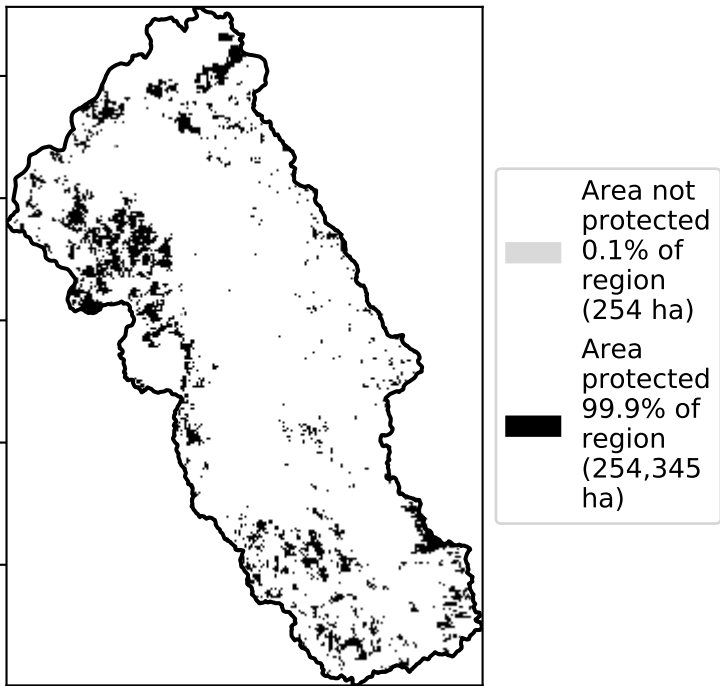 Area not
protected
0.1% of
region
(254 ha)
Area
protected
99.9% of
region
(254,345
ha)